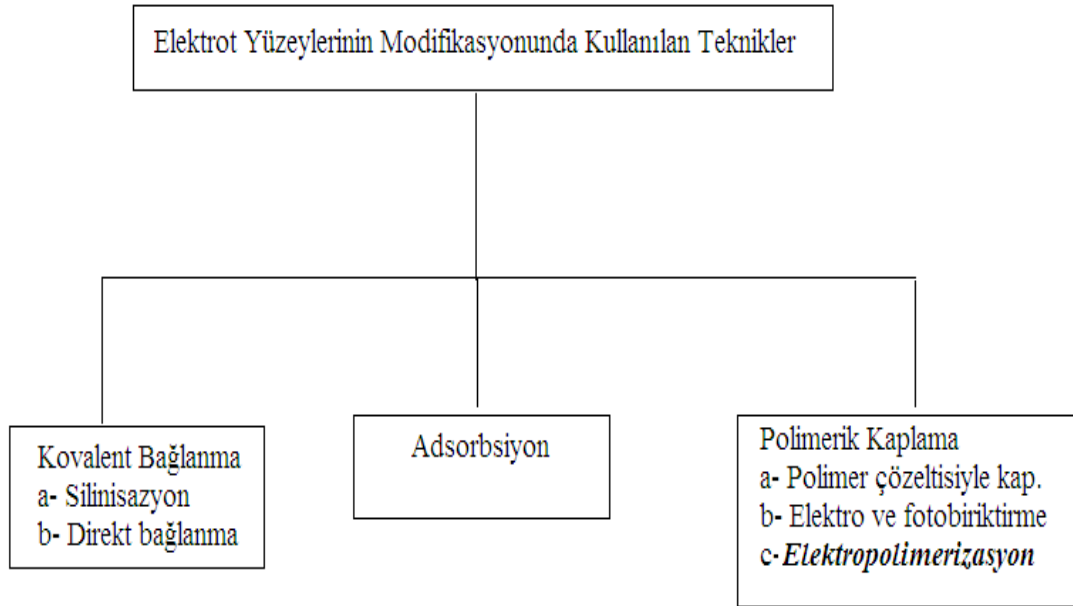 Elektrot Yüzeylerinin Modifikasyonunda Kullanılan Teknikler
Kovalent Bağlanma
a- Silinisazyon
b- Direkt bağlanma
Adsorbsiyon
Polimerik Kaplama
a- Polimer çözeltisiyle kap.
b- Elektro ve fotobiriktirme
c-Elektropolimerizasyon